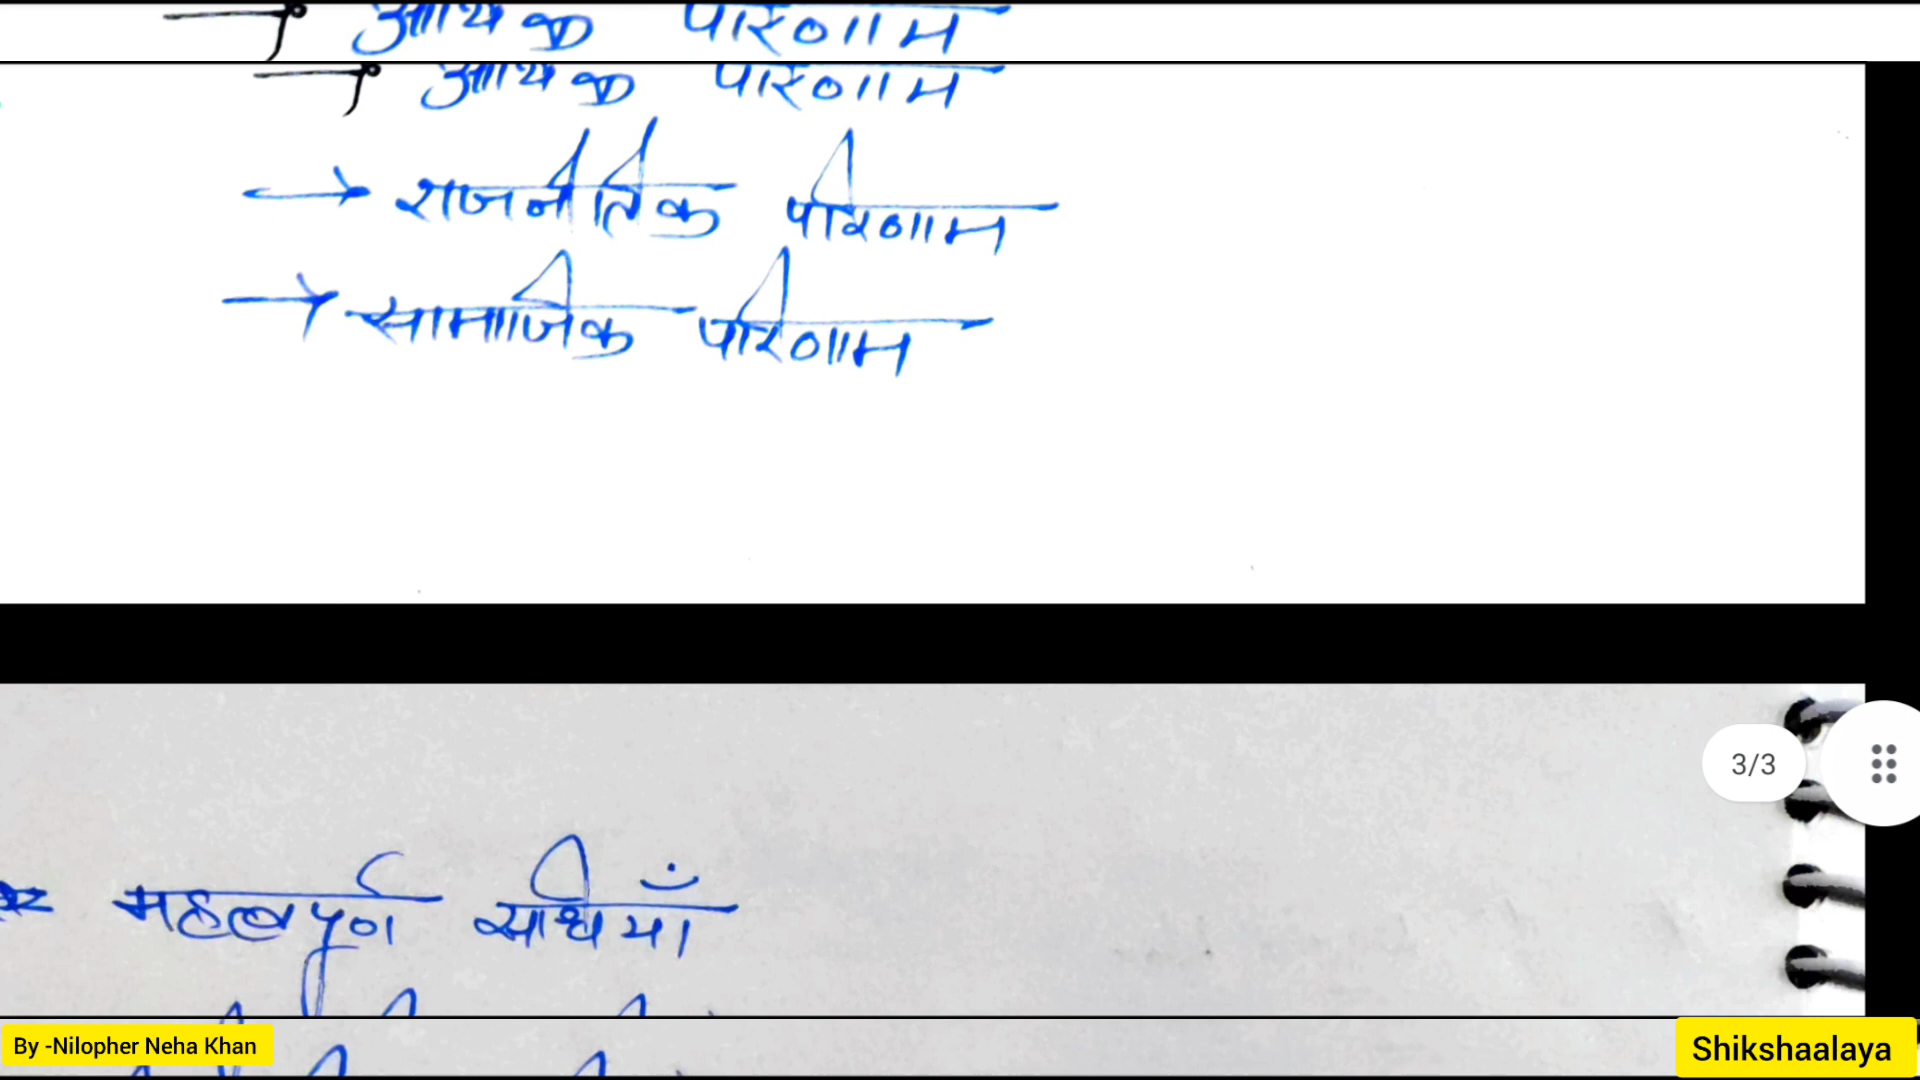 आर्थिक परिणाम
आर्थिक परिणाम
→ राजनीतिक परिणाम
→ सामाजिक परिणाम
3/3
महत्वपूर्ण संधियाँ
By -Nilopher Neha Khan
Shikshaalaya